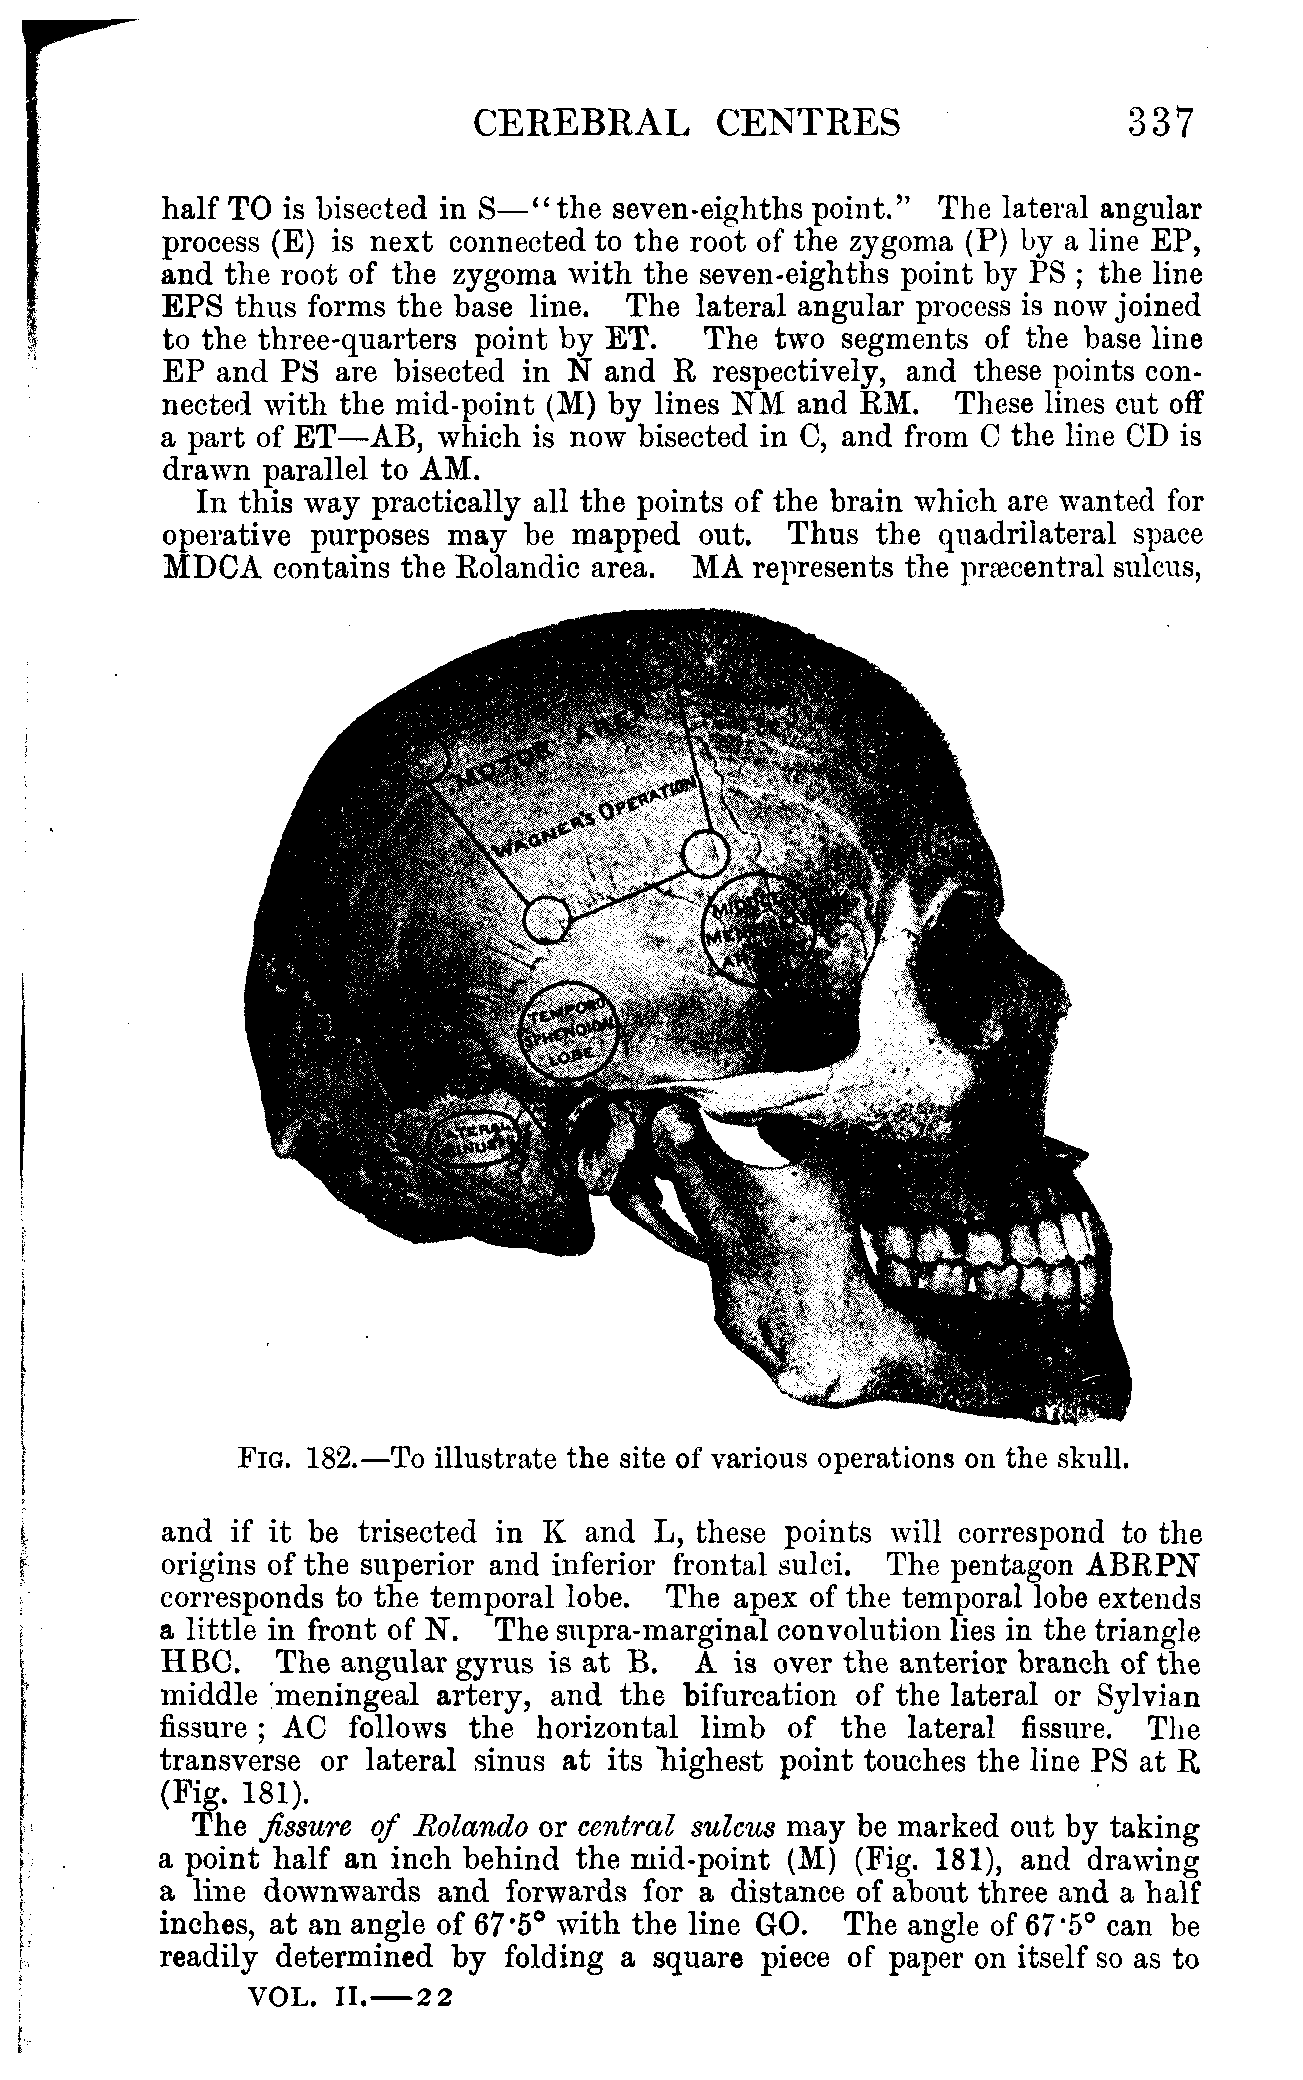 CEREBRAL CENTRES 337
half TO is bisected in S—“the seven-eighths point.” The lateral angular
process (E) is next connected to the root of the zygoma (P) by a line EP,
and the root of the zygoma with the seven-eighths point by PS ; the line
EPS thus forms the base line. The lateral angular process is now joined
to the three-quarters point by ET. The two segments of the base line
EP and PS are bisected in N and R respectively, and these points con-
nected with the mid-point (M) by lines NM and RM. These lines cut off
a part of ET—AB, which is now bisected in C, and from C the line CD is
drawn parallel to AM.
In this way practically all the points of the brain which are wanted for
operative purposes may be mapped out. Thus the quadrilateral space
MDCA contains the Rolandic area. MA represents the præcentral sulcus,
MOTOR
WAGNER'S OPERATION
MIDDLE
TEMPORO
SPHENOIDAL
LOBE
LATERAL
SINUS
FIG. 182.—To illustrate the site of various operations on the skull.
and if it be trisected in K and L, these points will correspond to the
origins of the superior and inferior frontal sulci. The pentagon ABRPN
corresponds to the temporal lobe. The apex of the temporal lobe extends
a little in front of N. The supra-marginal convolution lies in the triangle
HBC. The angular gyrus is at B. A is over the anterior branch of the
middle meningeal artery, and the bifurcation of the lateral or Sylvian
fissure ; AC follows the horizontal limb of the lateral fissure. The
transverse or lateral sinus at its highest point touches the line PS at R
(Fig. 181).
The fissure of Rolando or central sulcus may be marked out by taking
a point half an inch behind the mid-point (M) (Fig. 181), and drawing
a line downwards and forwards for a distance of about three and a half
inches, at an angle of 67·5° with the line GO. The angle of 67·5° can be
readily determined by folding a square piece of paper on itself so as to
VOL. II.—22